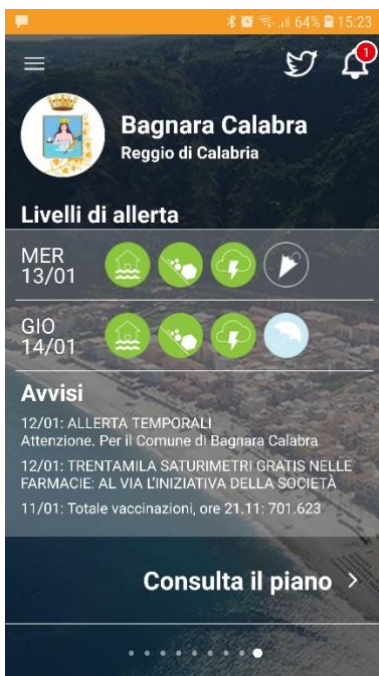 64% 15:23
1
Bagnara Calabra
Reggio di Calabria
Livelli di allerta
MER
13/01
GIO
14/01
Avvisi
12/01: ALLERTA TEMPORALI
Attenzione. Per il Comune di Bagnara Calabra
12/01: TRENTAMILA SATURIMETRI GRATIS NELLE
FARMACIE: AL VIA L'INIZIATIVA DELLA SOCIETÀ
11/01: Totale vaccinazioni, ore 21.11: 701.623
Consulta il piano >